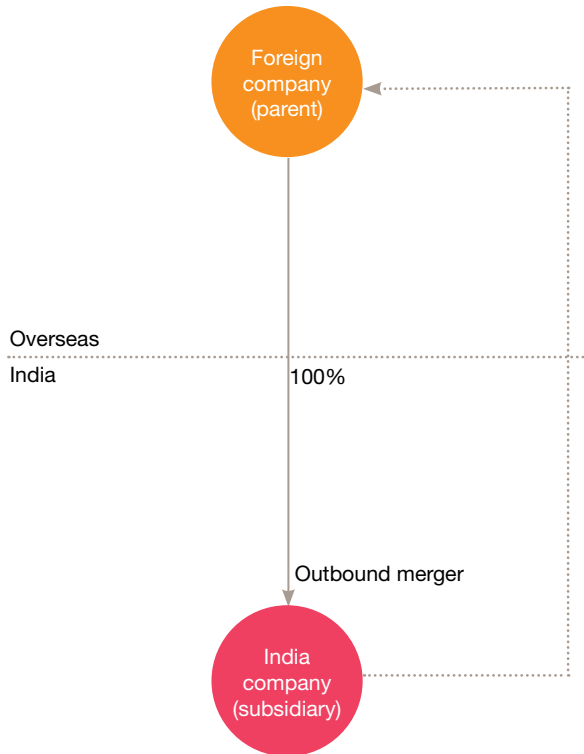 Foreign
company
(parent)
Overseas
India
100%
Outbound merger
India
company
(subsidiary)